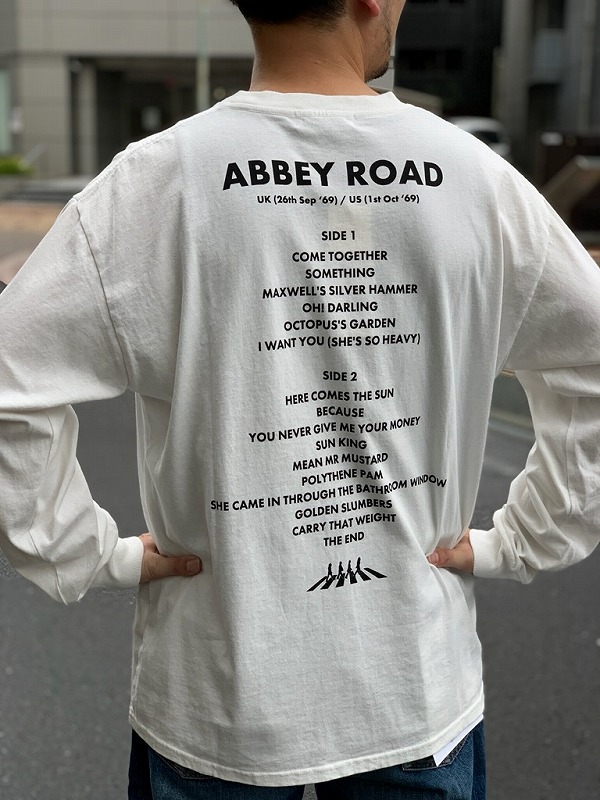 ABBEY ROAD
UK (26th Sep '69) / US (1st Oct '69)
SIDE 1
COME TOGETHER
SOMETHING
MAXWELL'S SILVER HAMMER
OH! DARLING
OCTOPUS'S GARDEN
I WANT YOU (SHE'S SO HEAVY)
SIDE 2
HERE COMES THE SUN
BECAUSE
YOU NEVER GIVE ME YOUR MONEY
SUN KING
MEAN MR MUSTARD
POLYTHENE PAM
SHE CAME IN THROUGH THE BATHROOM WINDOW
GOLDEN SLUMBERS
CARRY THAT WEIGHT
THE END